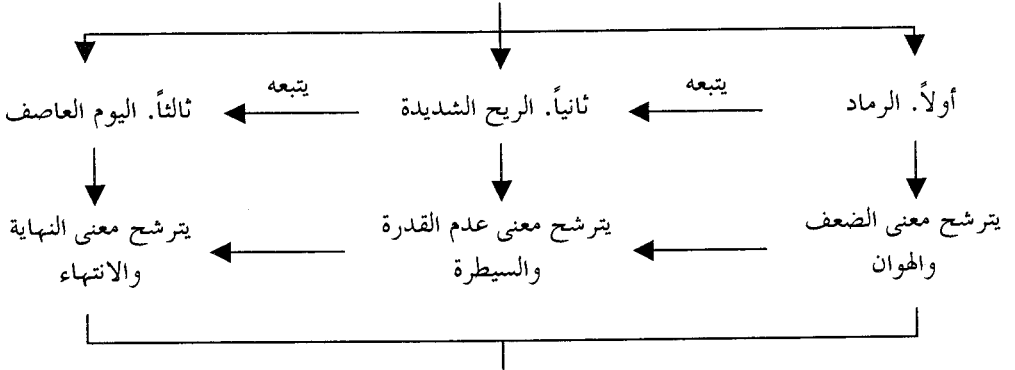 أولاً. الرماد
يتبعه
ثانياً. الريح الشديدة
يتبعه
ثالثاً. اليوم العاصف
يترشح معنى الضعف
والهوان
يترشح معنى عدم القدرة
والسيطرة
يترشح معنى النهاية
والانتهاء